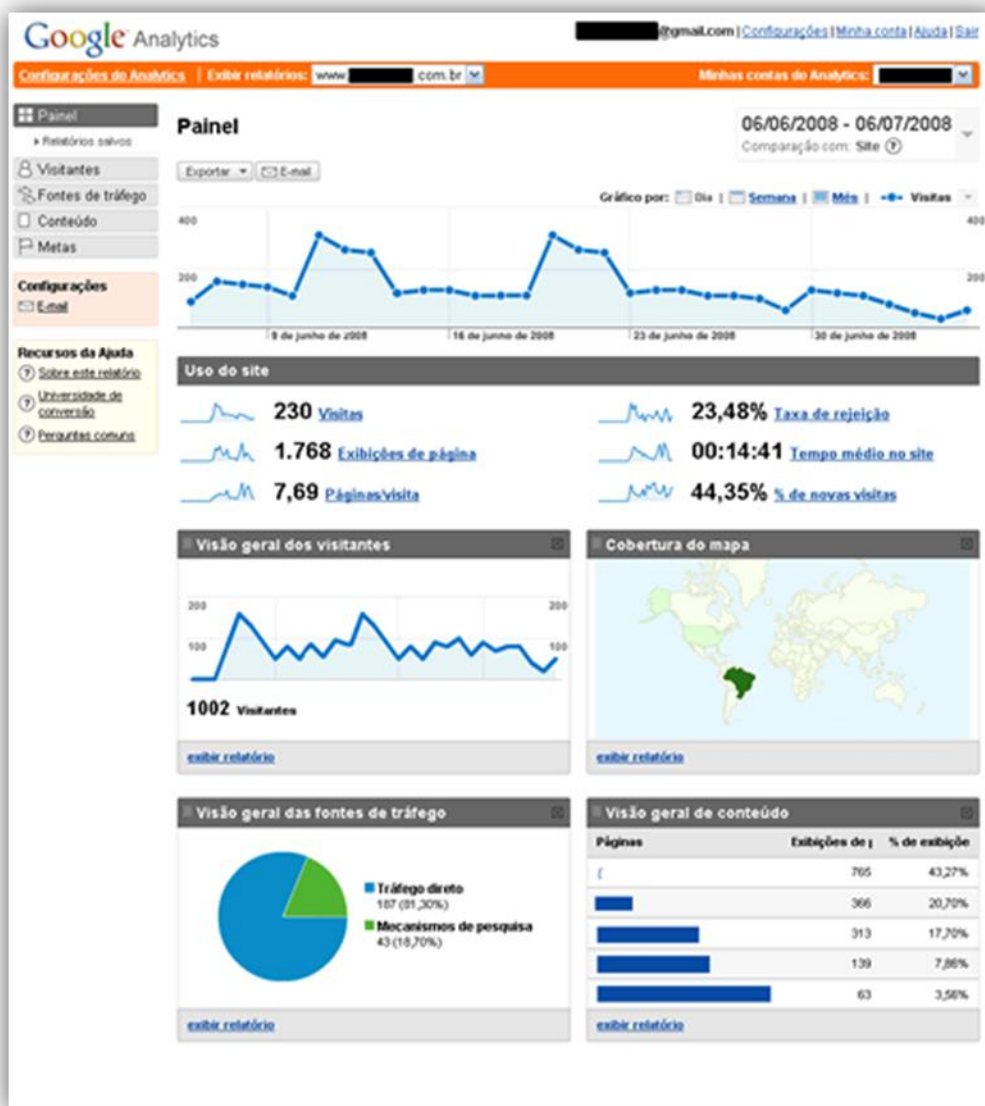 Google Analytics
@gmail.com | Configurações | Minha conta | Ajuda | Sair
Configurações do Analytics | Exibir relatórios: www. com.br Minhas contas do Analytics:
Painel
Relatórios salvos
Visitantes
Fontes de tráfego
Conteúdo
Metas
Configurações
E-mail
Recursos da Ajuda
Sobre este relatório
Universidade de
conversão
Perguntas comuns
Painel
06/06/2008 - 06/07/2008
Comparação com: Site
Exportar E-mail
Gráfico por: Dia | Semana | Mês | Visitas
400 400
200 200
9 de junho de 2008 16 de junho de 2008 23 de junho de 2008 30 de junho de 2008
Uso do site
230 Visitas
23,48% Taxa de rejeição
1.768 Exibições de página
00:14:41 Tempo médio no site
7,69 Páginas/visita
44,35% % de novas visitas
Visão geral dos visitantes
200 200
100 100
1002 Visitantes
exibir relatório
Cobertura do mapa
exibir relatório
Visão geral das fontes de tráfego
Tráfego direto
187 (81,30%)
Mecanismos de pesquisa
43 (18,70%)
exibir relatório
Visão geral de conteúdo
Páginas Exibições de % de exibiçõe
765 43,27%
366 20,70%
313 17,70%
139 7,86%
63 3,56%
exibir relatório